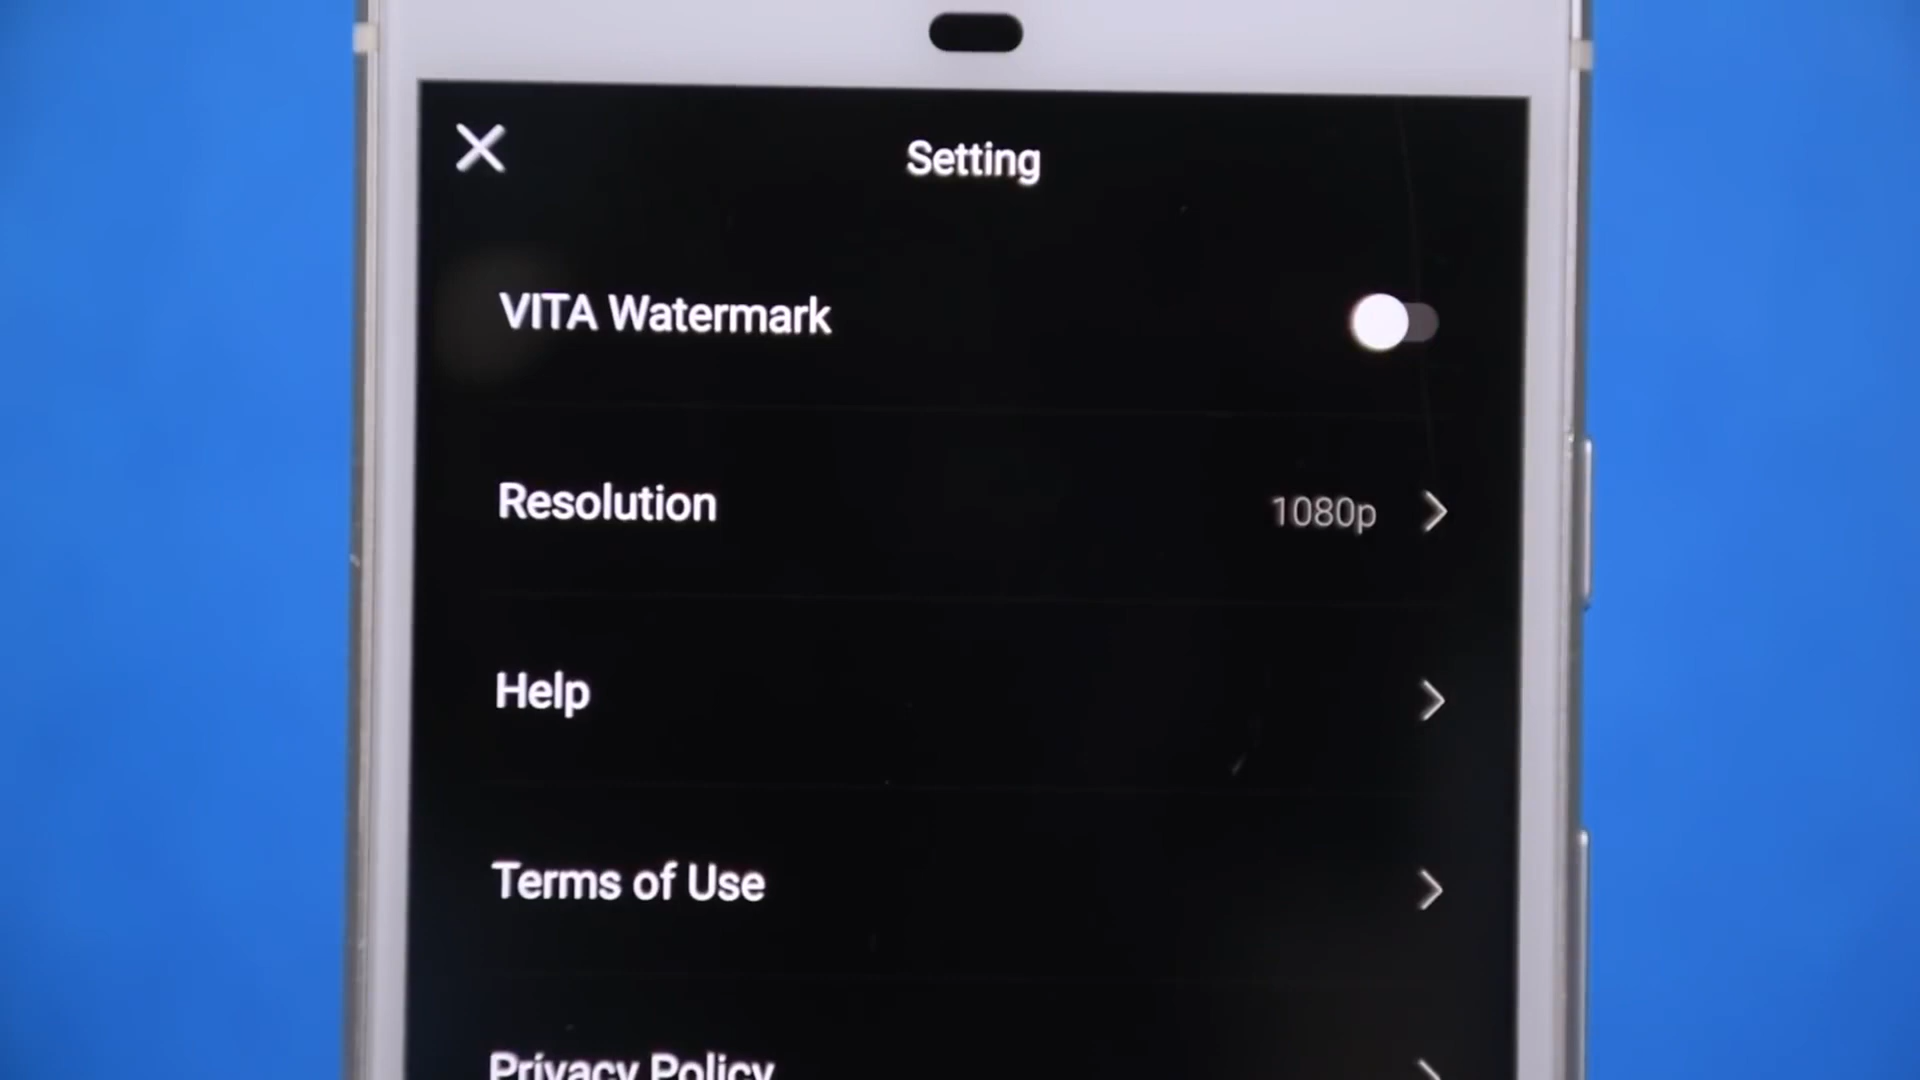 Setting
VITA Watermark
Resolution 1080p
Help
Terms of Use
Privacy Policy